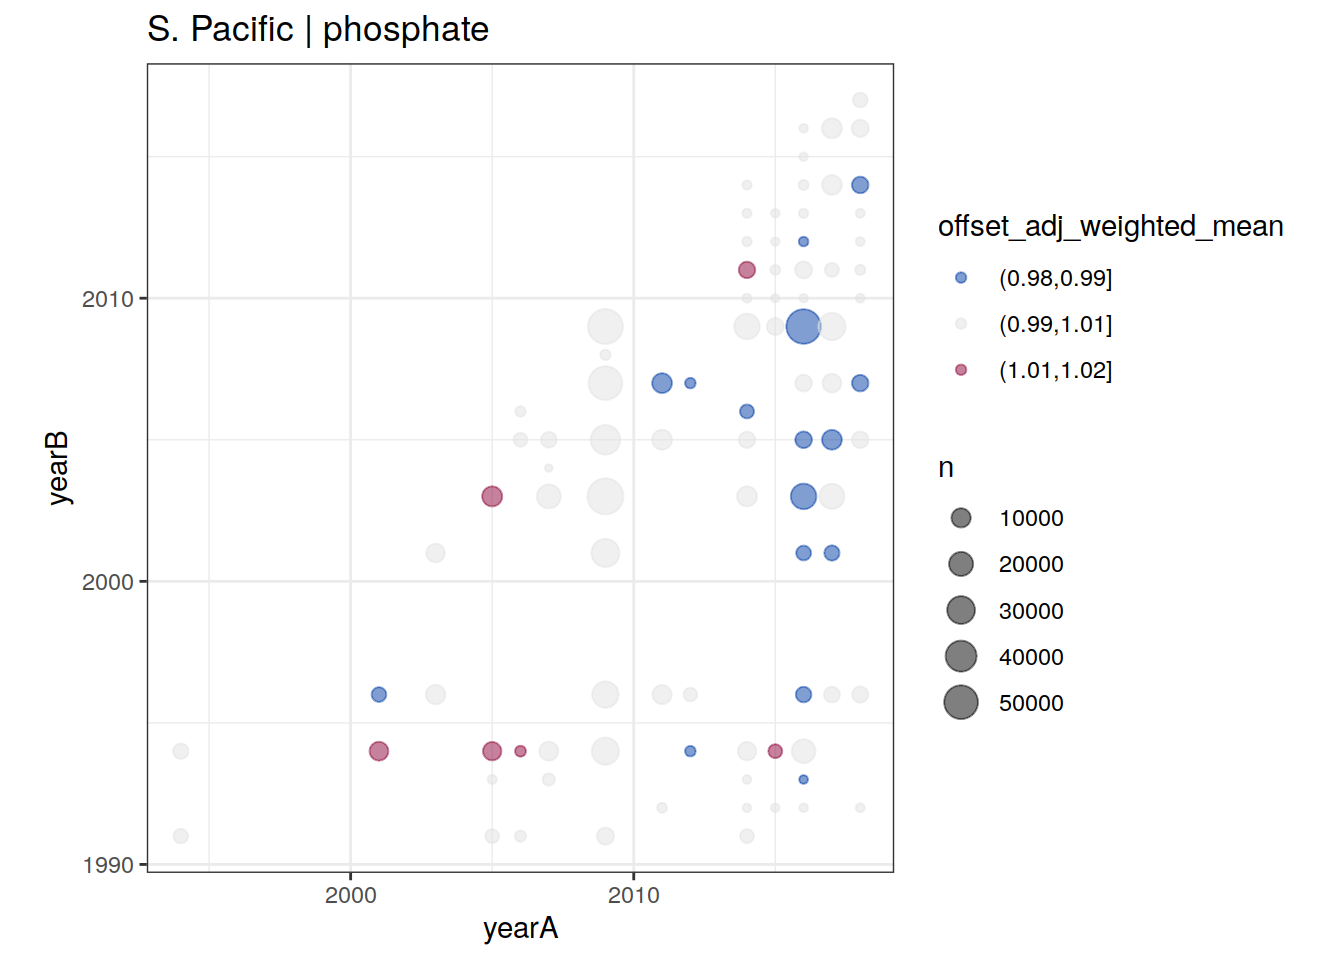 S. Pacific | phosphate
yearB
2010
2000
1990
2000
2010
yearA
offset_adj_weighted_mean
(0.98,0.99]
(0.99,1.01]
(1.01,1.02]
n
10000
20000
30000
40000
50000